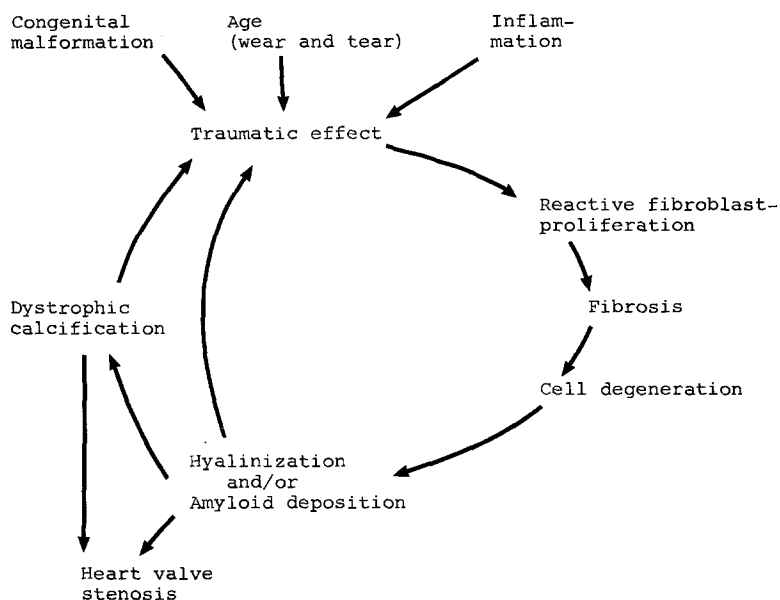 Congenital
malformation
Age
(wear and tear)
Inflam-
mation
Traumatic effect
Reactive fibroblast-
proliferation
Fibrosis
Cell degeneration
Hyalinization
and/or
Amyloid deposition
Dystrophic
calcification
Heart valve
stenosis